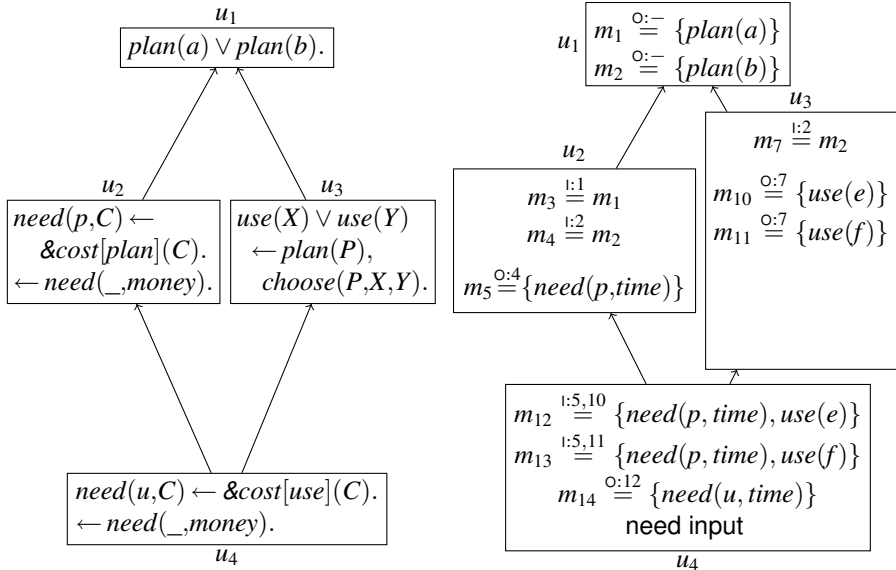 u₁
plan(a) ∨ plan(b).
u₂
need(p,C) ←
&cost[plan](C).
← need(_,money).
u₃
use(X) ∨ use(Y)
← plan(P),
choose(P,X,Y).
need(u,C) ← &cost[use](C).
← need(_,money).
u₄
u₁
m₁ O:−= {plan(a)}
m₂ O:−= {plan(b)}
u₂
m₃ I:1= m₁
m₄ I:2= m₂
m₅ O:4= {need(p,time)}
u₃
m₇ I:2= m₂
m₁₀ O:7= {use(e)}
m₁₁ O:7= {use(f)}
m₁₂ I:5,10= {need(p, time), use(e)}
m₁₃ I:5,11= {need(p, time), use(f)}
m₁₄ O:12= {need(u, time)}
need input
u₄